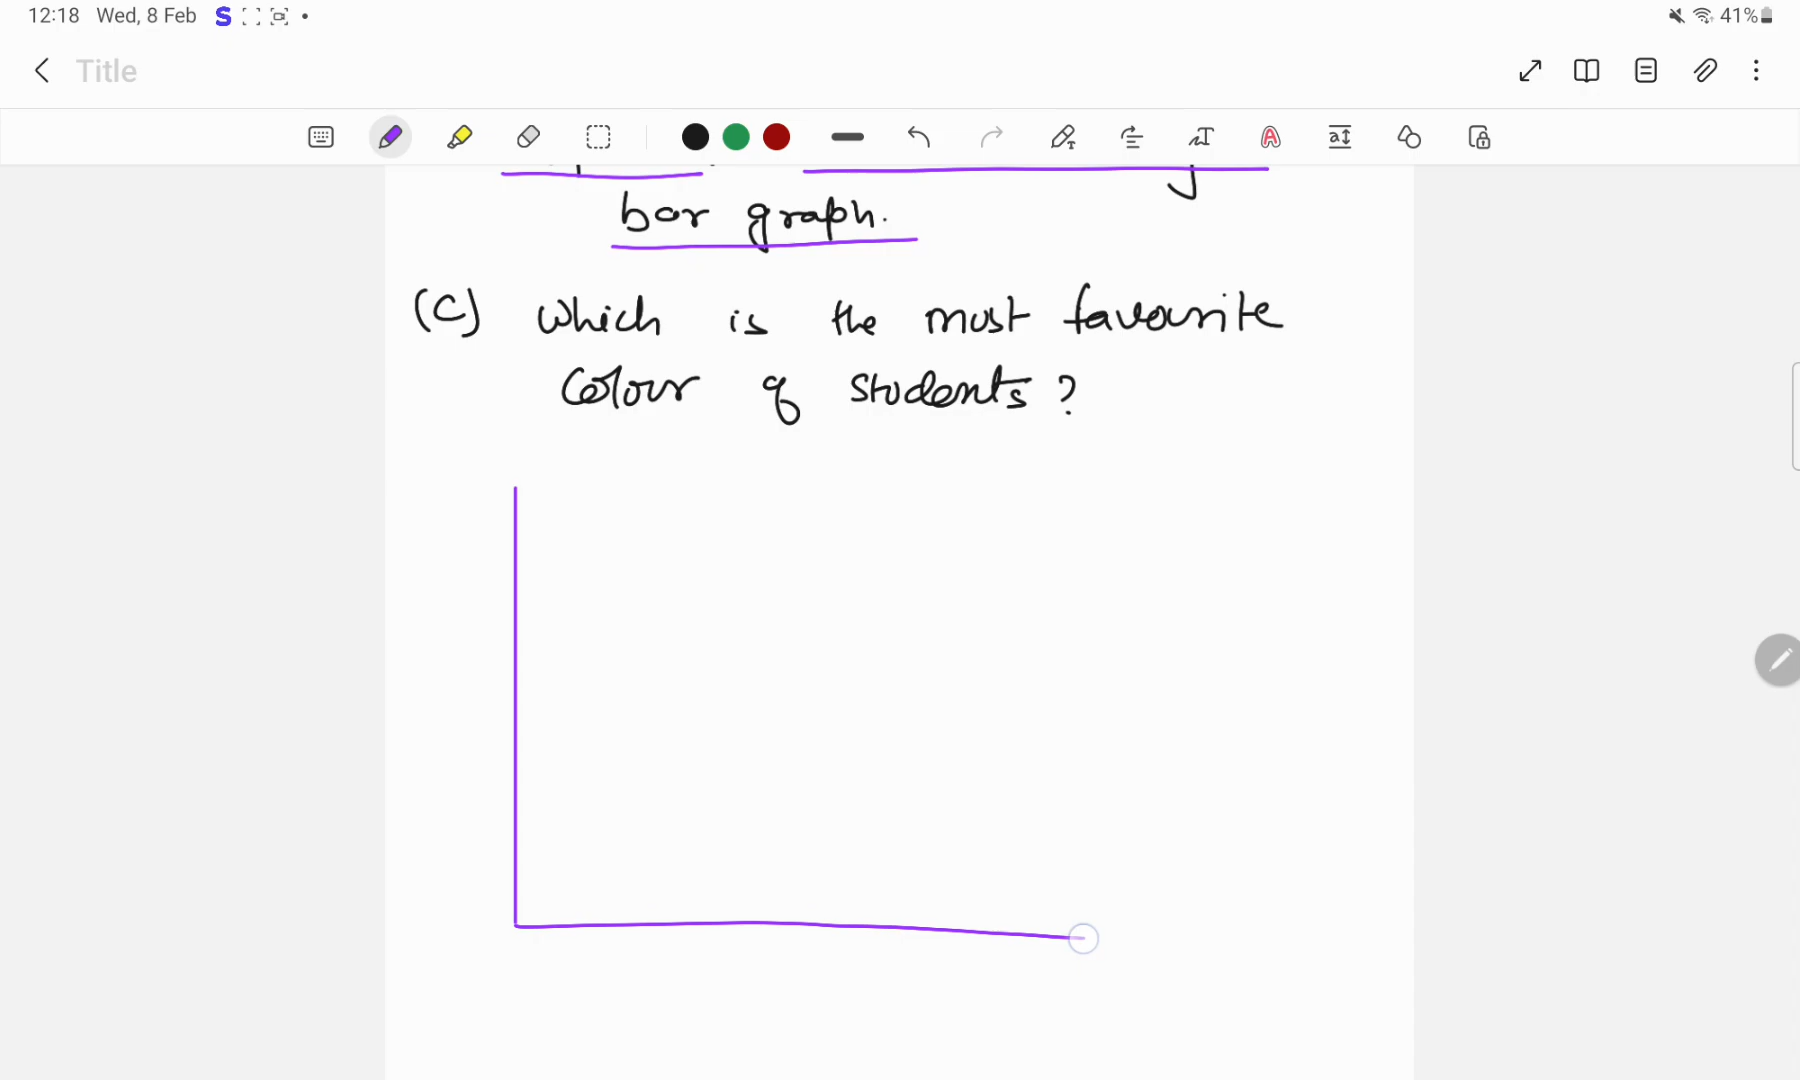 12:18 Wed, 8 Feb S 41%
Title
bar graph.
(C) Which is the most favourite
Colour of students?